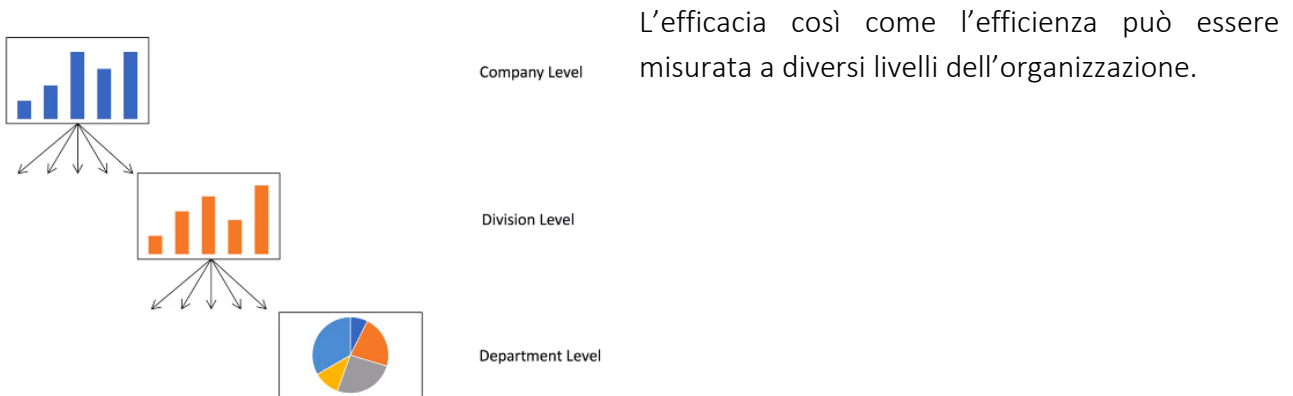 L’efficacia così come l’efficienza può essere
misurata a diversi livelli dell’organizzazione.
Company Level
Division Level
Department Level